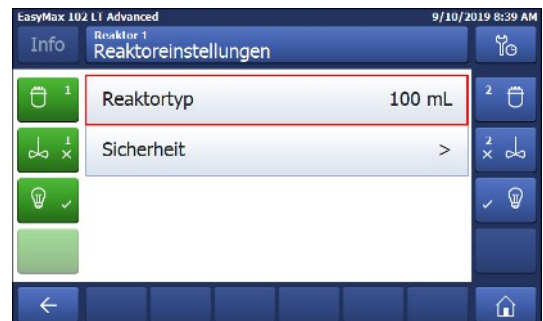 EasyMax 102 LT Advanced 9/10/2019 8:39 AM
Info
Reaktor 1
Reaktoreinstellungen
1
Reaktortyp 100 mL
2
1
Sicherheit >
2